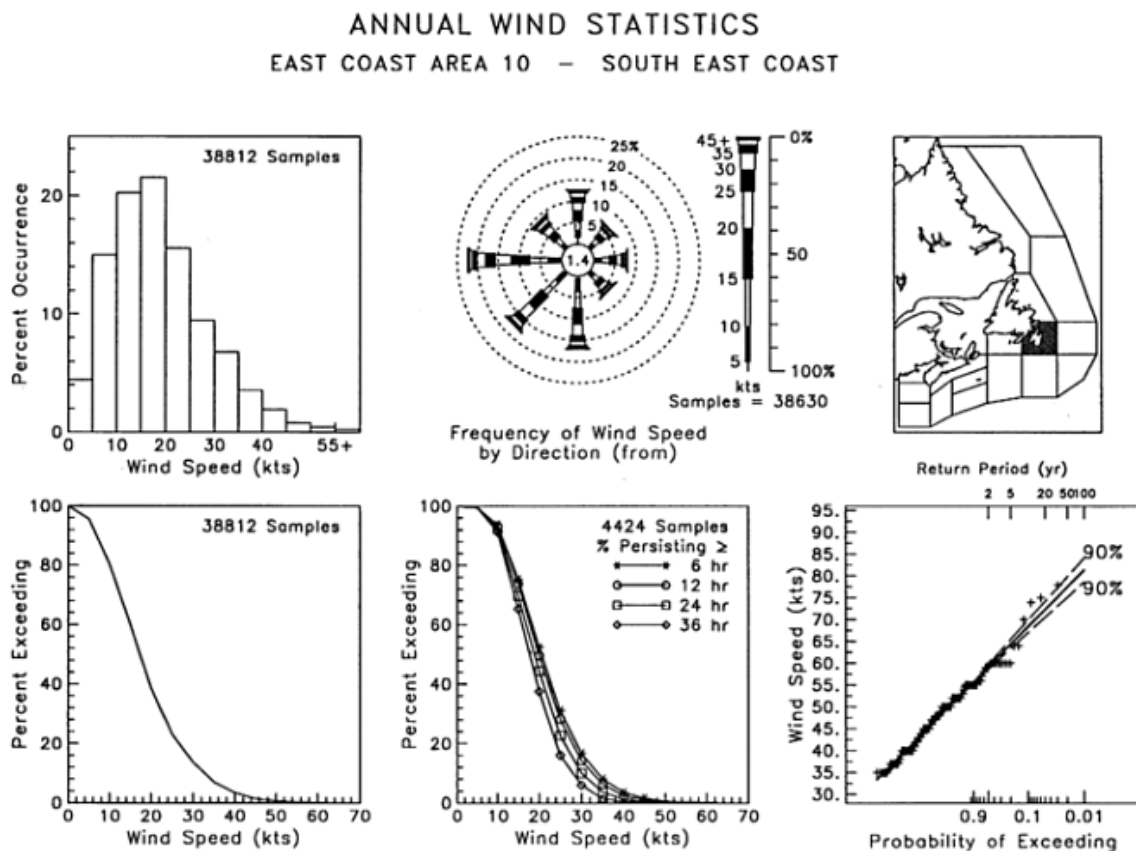 ANNUAL WIND STATISTICS
EAST COAST AREA 10 – SOUTH EAST COAST
38812 Samples
Percent Occurrence
20
10
0
0 10 20 30 40 55+
Wind Speed (kts)
25%
20
15
10
5
1.4
Frequency of Wind Speed
by Direction (from)
45+
35
30
25
20
15
10
5
kts
0%
50
100%
Samples = 38630
38812 Samples
Percent Exceeding
100
80
60
40
20
0
0 10 20 30 40 50 60 70
Wind Speed (kts)
4424 Samples
% Persisting ≥
6 hr
12 hr
24 hr
36 hr
Percent Exceeding
100
80
60
40
20
0
0 10 20 30 40 50 60 70
Wind Speed (kts)
Return Period (yr)
2 5 20 50 100
95.
90.
85.
80.
75.
70.
65.
60.
55.
50.
45.
40.
35.
30.
Wind Speed (kts)
90%
90%
0.9 0.1 0.01
Probability of Exceeding